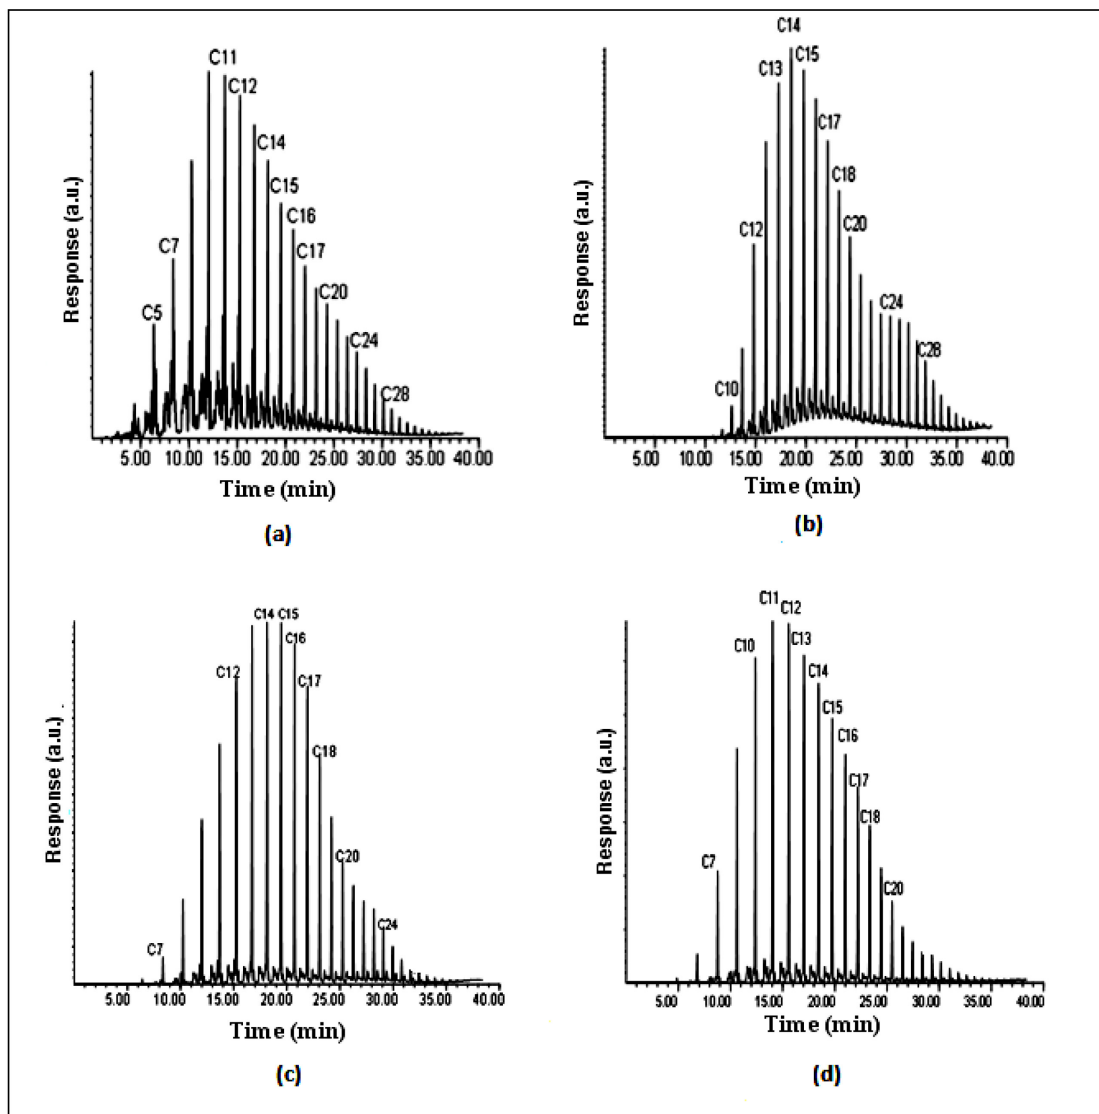 C11
C12
C14
C7
C15
C16
C5
C17
C20
C24
C28
Response (a.u.)
5.00 10.00 15.00 20.00 25.00 30.00 35.00 40.00
Time (min)
(a)
C14
C15
C13
C17
C18
C12
C20
C24
C28
C10
Response (a.u.)
5.00 10.00 15.00 20.00 25.00 30.00 35.00 40.00
Time (min)
(b)
C14 C15
C16
C12
C17
C18
C20
C24
C7
Response (a.u.)
5.00 10.00 15.00 20.00 25.00 30.00 35.00 40.00
Time (min)
(c)
C11
C12
C10
C13
C14
C15
C16
C17
C18
C7
C20
Response (a.u.)
5.00 10.00 15.00 20.00 25.00 30.00 35.00 40.00
Time (min)
(d)